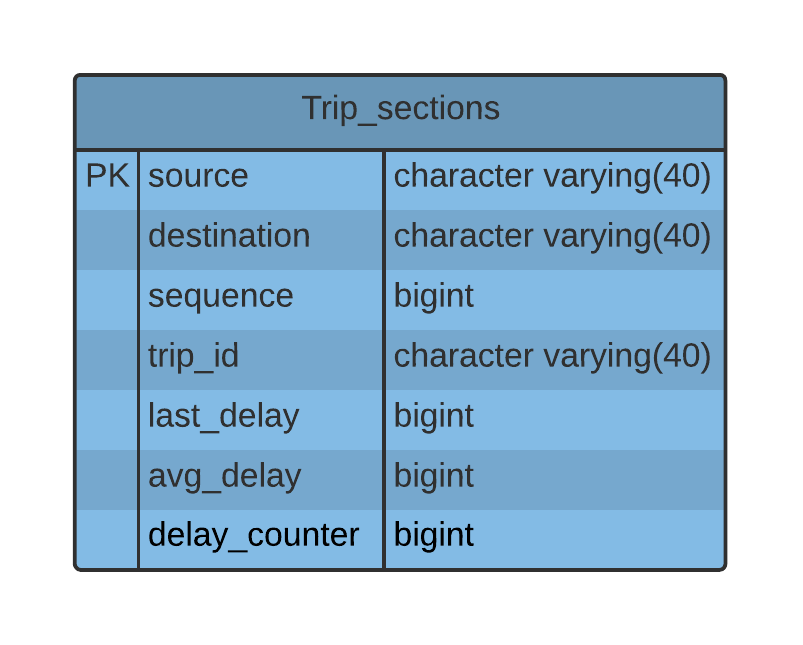 Trip_sections
PK source character varying(40)
destination character varying(40)
sequence bigint
trip_id character varying(40)
last_delay bigint
avg_delay bigint
delay_counter bigint